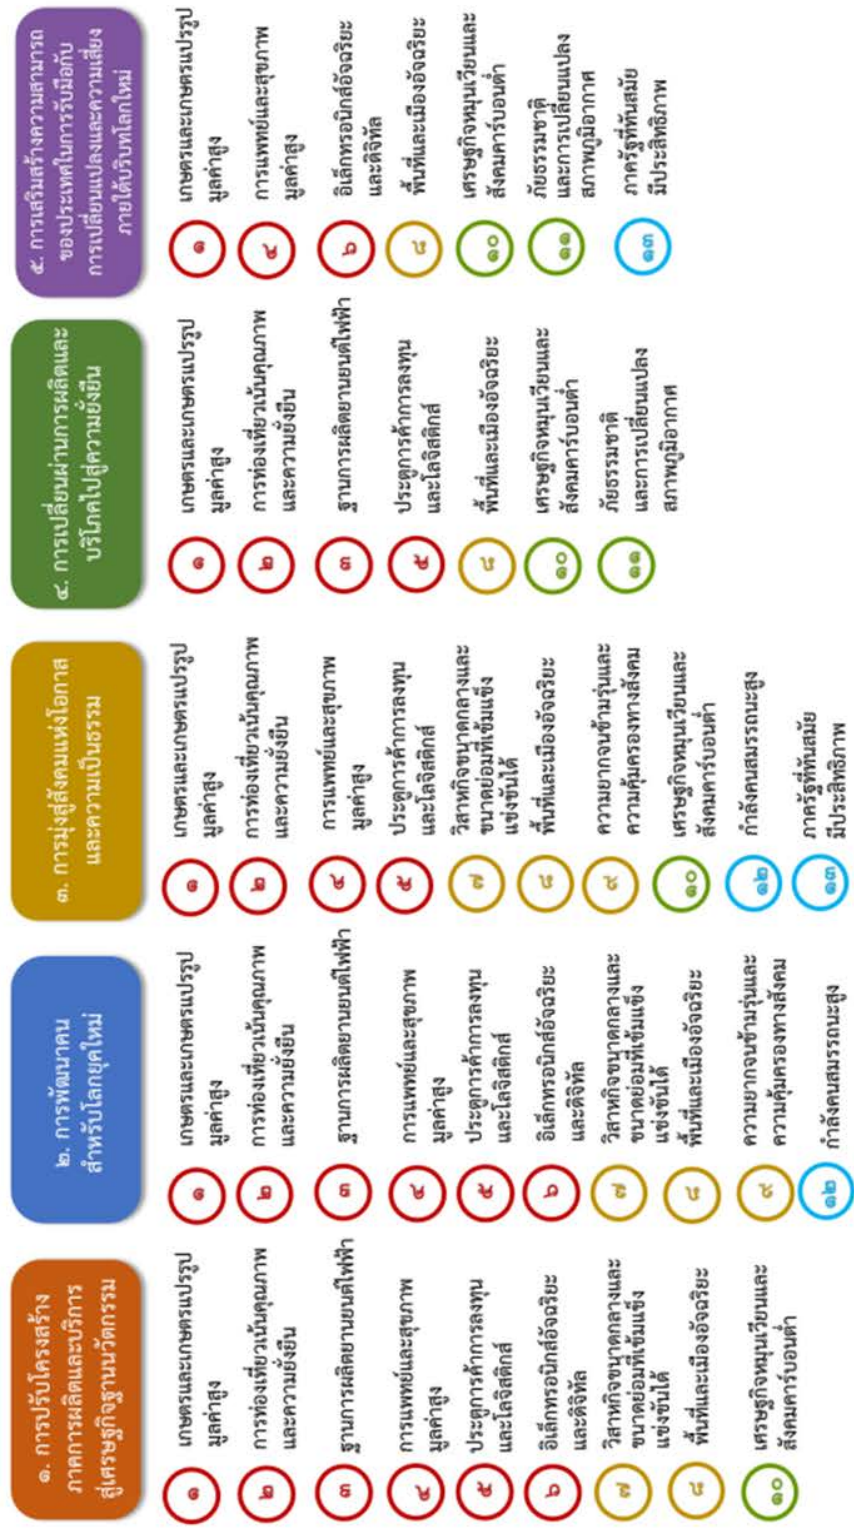 ๑. การปรับโครงสร้าง
ภาคการผลิตและบริการ
สู่เศรษฐกิจฐานนวัตกรรม
๑
เกษตรและเกษตรแปรรูป
มูลค่าสูง
๒
การท่องเที่ยวเน้นคุณภาพ
และความยั่งยืน
๓
ฐานการผลิตยานยนต์ไฟฟ้า
๔
การแพทย์และสุขภาพ
มูลค่าสูง
๕
ประตูการค้าการลงทุน
และโลจิสติกส์
๖
อิเล็กทรอนิกส์อัจฉริยะ
และดิจิทัล
๗
วิสาหกิจขนาดกลางและ
ขนาดย่อมที่เข้มแข็ง
แข่งขันได้
๘
พื้นที่และเมืองอัจฉริยะ
๑๐
เศรษฐกิจหมุนเวียนและ
สังคมคาร์บอนต่ำ
๒. การพัฒนาคน
สำหรับโลกยุคใหม่
๑
เกษตรและเกษตรแปรรูป
มูลค่าสูง
๒
การท่องเที่ยวเน้นคุณภาพ
และความยั่งยืน
๓
ฐานการผลิตยานยนต์ไฟฟ้า
๔
การแพทย์และสุขภาพ
มูลค่าสูง
๕
ประตูการค้าการลงทุน
และโลจิสติกส์
๖
อิเล็กทรอนิกส์อัจฉริยะ
และดิจิทัล
๗
วิสาหกิจขนาดกลางและ
ขนาดย่อมที่เข้มแข็ง
แข่งขันได้
๘
พื้นที่และเมืองอัจฉริยะ
๙
ความยากจนข้ามรุ่นและ
ความคุ้มครองทางสังคม
๑๒
กำลังคนสมรรถนะสูง
๓. การมุ่งสู่สังคมแห่งโอกาส
และความเป็นธรรม
๑
เกษตรและเกษตรแปรรูป
มูลค่าสูง
๒
การท่องเที่ยวเน้นคุณภาพ
และความยั่งยืน
๔
การแพทย์และสุขภาพ
มูลค่าสูง
๕
ประตูการค้าการลงทุน
และโลจิสติกส์
๗
วิสาหกิจขนาดกลางและ
ขนาดย่อมที่เข้มแข็ง
แข่งขันได้
๘
พื้นที่และเมืองอัจฉริยะ
๙
ความยากจนข้ามรุ่นและ
ความคุ้มครองทางสังคม
๑๐
เศรษฐกิจหมุนเวียนและ
สังคมคาร์บอนต่ำ
๑๒
กำลังคนสมรรถนะสูง
๑๓
ภาครัฐที่ทันสมัย
มีประสิทธิภาพ
๔. การเปลี่ยนผ่านการผลิตและ
บริโภคไปสู่ความยั่งยืน
๑
เกษตรและเกษตรแปรรูป
มูลค่าสูง
๒
การท่องเที่ยวเน้นคุณภาพ
และความยั่งยืน
๓
ฐานการผลิตยานยนต์ไฟฟ้า
๕
ประตูการค้าการลงทุน
และโลจิสติกส์
๘
พื้นที่และเมืองอัจฉริยะ
๑๐
เศรษฐกิจหมุนเวียนและ
สังคมคาร์บอนต่ำ
๑๑
ภัยธรรมชาติ
และการเปลี่ยนแปลง
สภาพภูมิอากาศ
๕. การเสริมสร้างความสามารถ
ของประเทศในการรับมือกับ
การเปลี่ยนแปลงและความเสี่ยง
ภายใต้บริบทโลกใหม่
๑
เกษตรและเกษตรแปรรูป
มูลค่าสูง
๔
การแพทย์และสุขภาพ
มูลค่าสูง
๖
อิเล็กทรอนิกส์อัจฉริยะ
และดิจิทัล
๘
พื้นที่และเมืองอัจฉริยะ
๑๐
เศรษฐกิจหมุนเวียนและ
สังคมคาร์บอนต่ำ
๑๑
ภัยธรรมชาติ
และการเปลี่ยนแปลง
สภาพภูมิอากาศ
๑๓
ภาครัฐที่ทันสมัย
มีประสิทธิภาพ